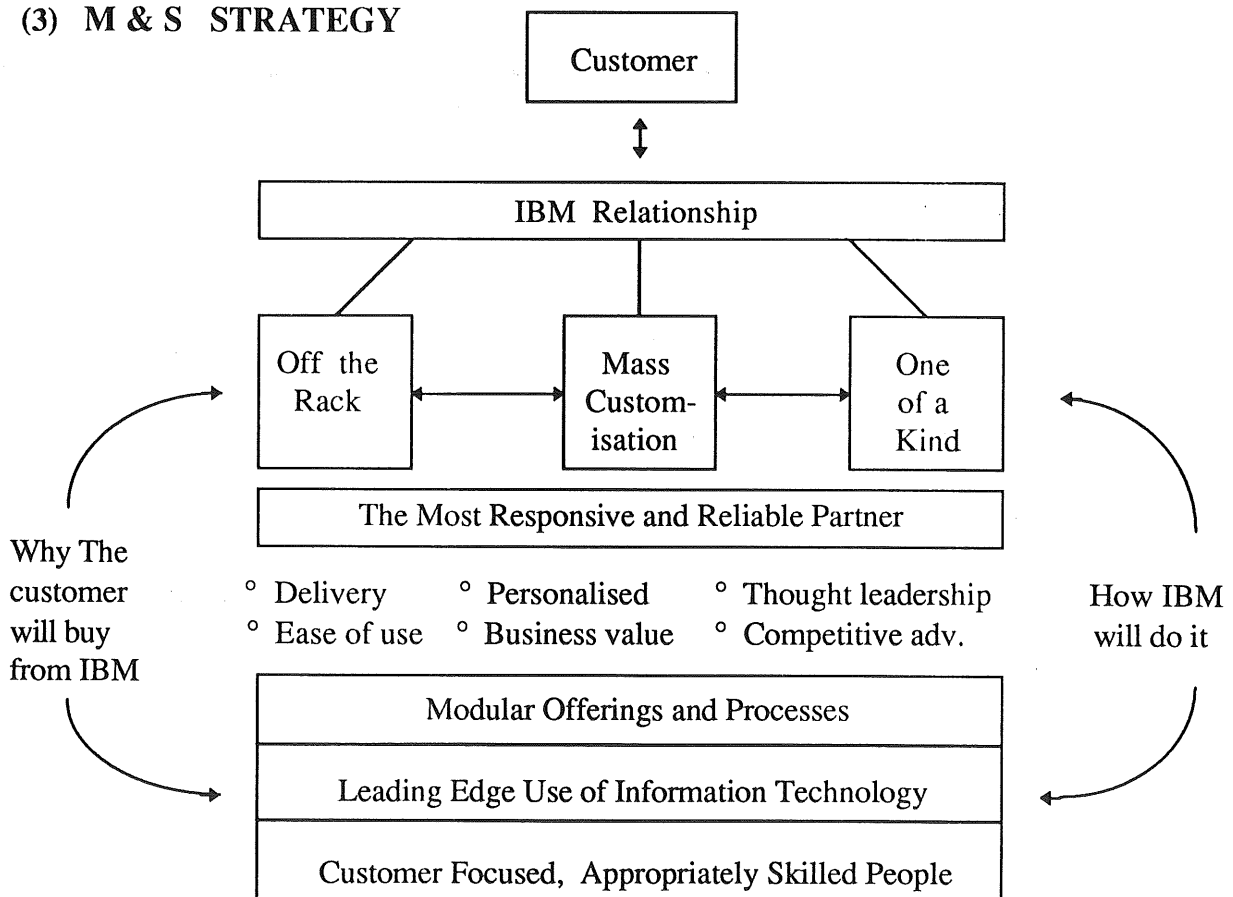 (3) M & S STRATEGY
Customer
IBM Relationship
Off the
Rack
Mass
Custom-
isation
One
of a
Kind
The Most Responsive and Reliable Partner
Why The
customer
will buy
from IBM
° Delivery
° Ease of use
° Personalised
° Business value
° Thought leadership
° Competitive adv.
How IBM
will do it
Modular Offerings and Processes
Leading Edge Use of Information Technology
Customer Focused, Appropriately Skilled People